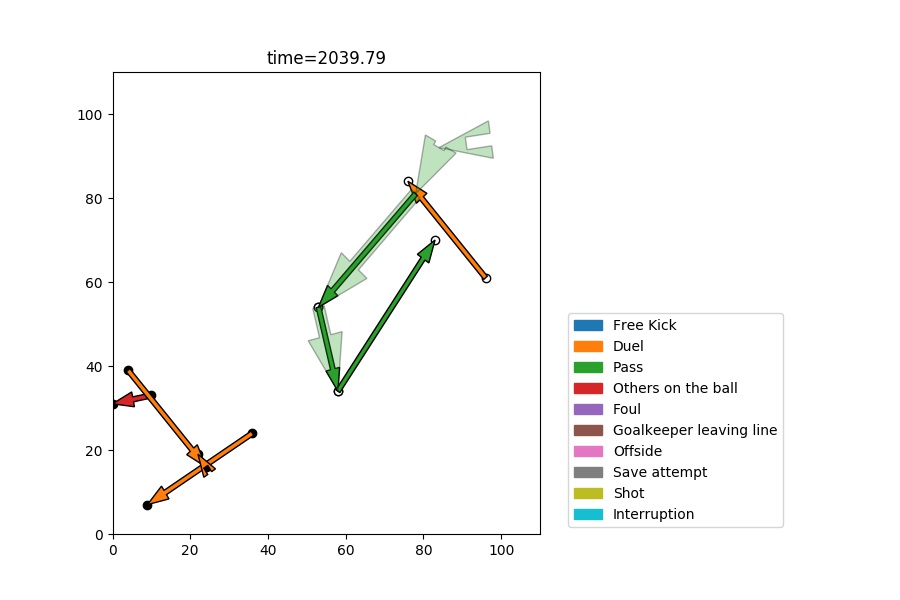 time=2039.79
100
80
60
40
20
0
0 20 40 60 80 100
Free Kick
Duel
Pass
Others on the ball
Foul
Goalkeeper leaving line
Offside
Save attempt
Shot
Interruption